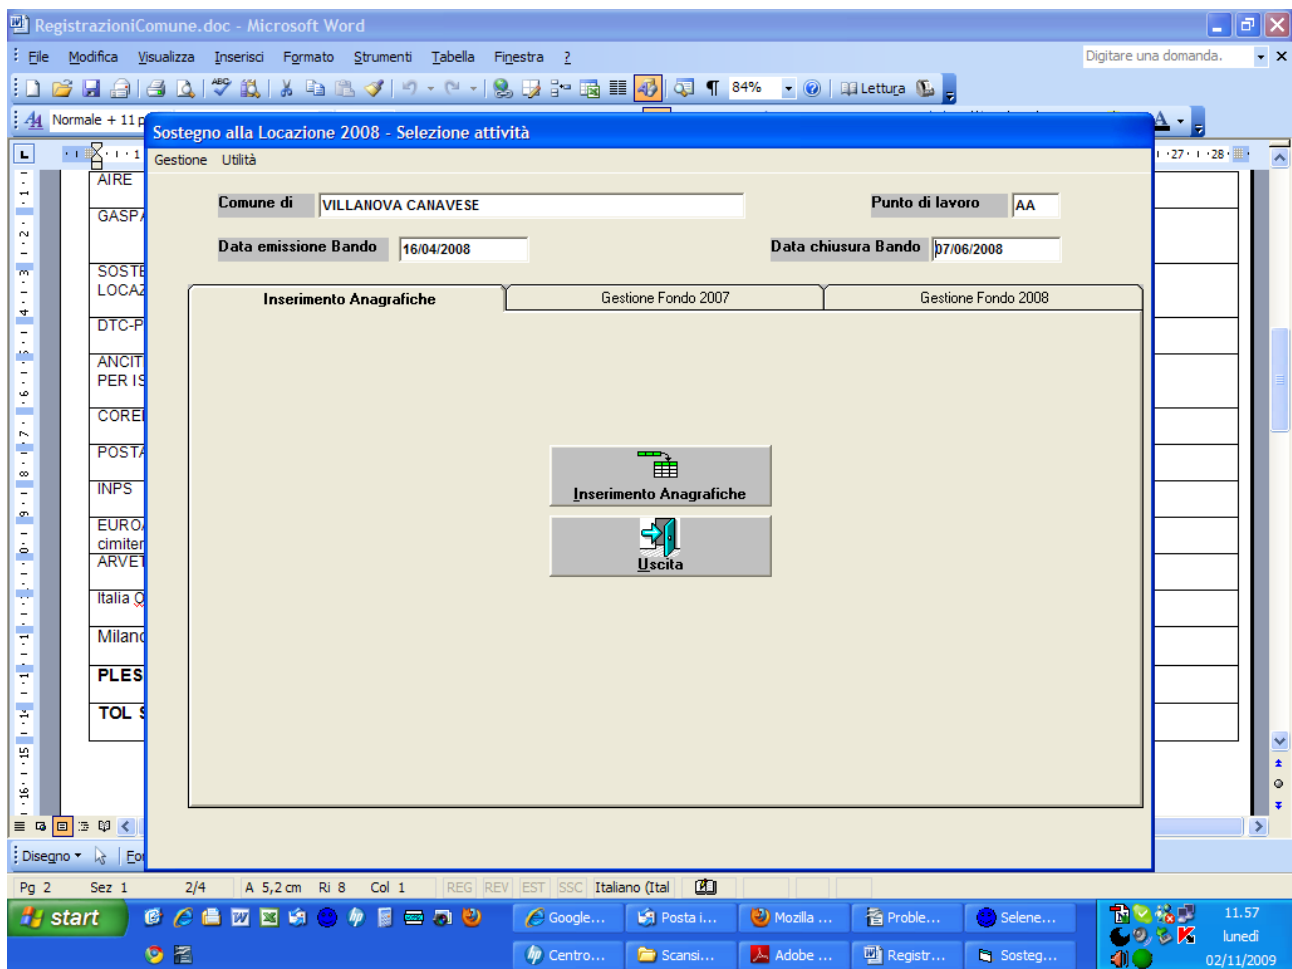 RegistrazioniComune.doc - Microsoft Word
File Modifica Visualizza Inserisci Formato Strumenti Tabella Finestra ?
Digitare una domanda.
84%
Lettura
Normale + 11 p
Sostegno alla Locazione 2008 - Selezione attività
Gestione Utilità
Comune di VILLANOVA CANAVESE
Punto di lavoro AA
Data emissione Bando 16/04/2008
Data chiusura Bando 07/06/2008
Inserimento Anagrafiche
Gestione Fondo 2007
Gestione Fondo 2008
Inserimento Anagrafiche
Uscita
AIRE
GASPA
SOSTE
LOCAZ
DTC-P
ANCIT
PER IS
CORE
POSTA
INPS
EURO
cimiter
ARVET
Italia O
Milano
PLES
TOL S
Disegno
Pg 2 Sez 1 2/4 A 5,2 cm Ri 8 Col 1 REG REV EST SSC Italiano (Ital
start
Google...
Posta i...
Mozilla ...
Proble...
Selene...
11.57
Centro...
Scansi...
Adobe ...
Registr...
Sosteg...
lunedì
02/11/2009